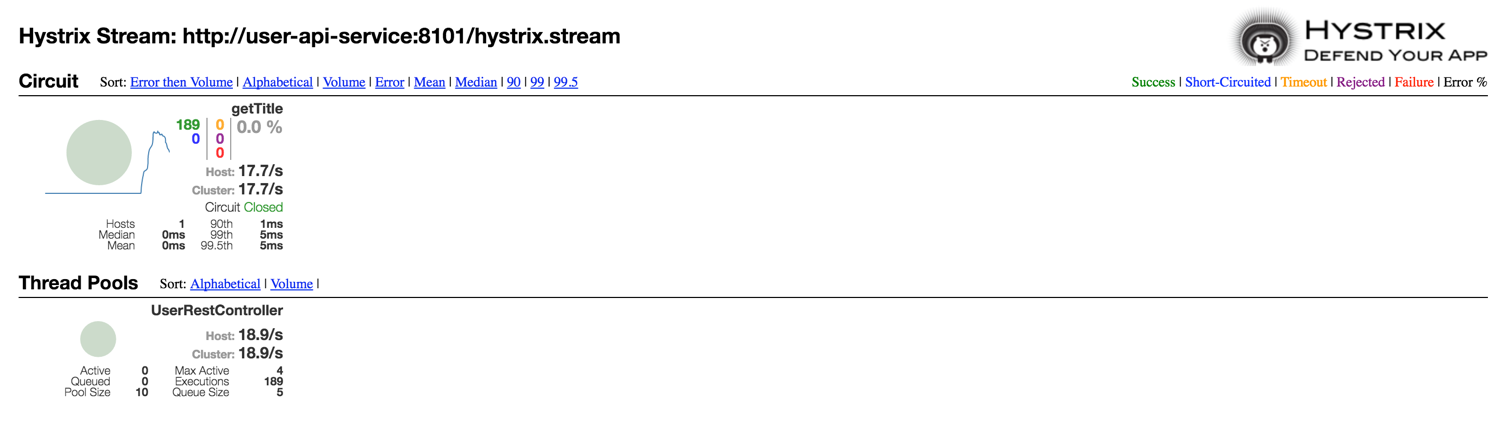 Hystrix Stream: http://user-api-service:8101/hystrix.stream
HYSTRIX
DEFEND YOUR APP
Circuit Sort: Error then Volume | Alphabetical | Volume | Error | Mean | Median | 90 | 99 | 99.5
Success | Short-Circuited | Timeout | Rejected | Failure | Error %
getTitle
189 0 0.0 %
0 0
0
Host: 17.7/s
Cluster: 17.7/s
Circuit Closed
Hosts 1 90th 1ms
Median 0ms 99th 5ms
Mean 0ms 99.5th 5ms
Thread Pools Sort: Alphabetical | Volume |
UserRestController
Host: 18.9/s
Cluster: 18.9/s
Active 0 Max Active 4
Queued 0 Executions 189
Pool Size 10 Queue Size 5